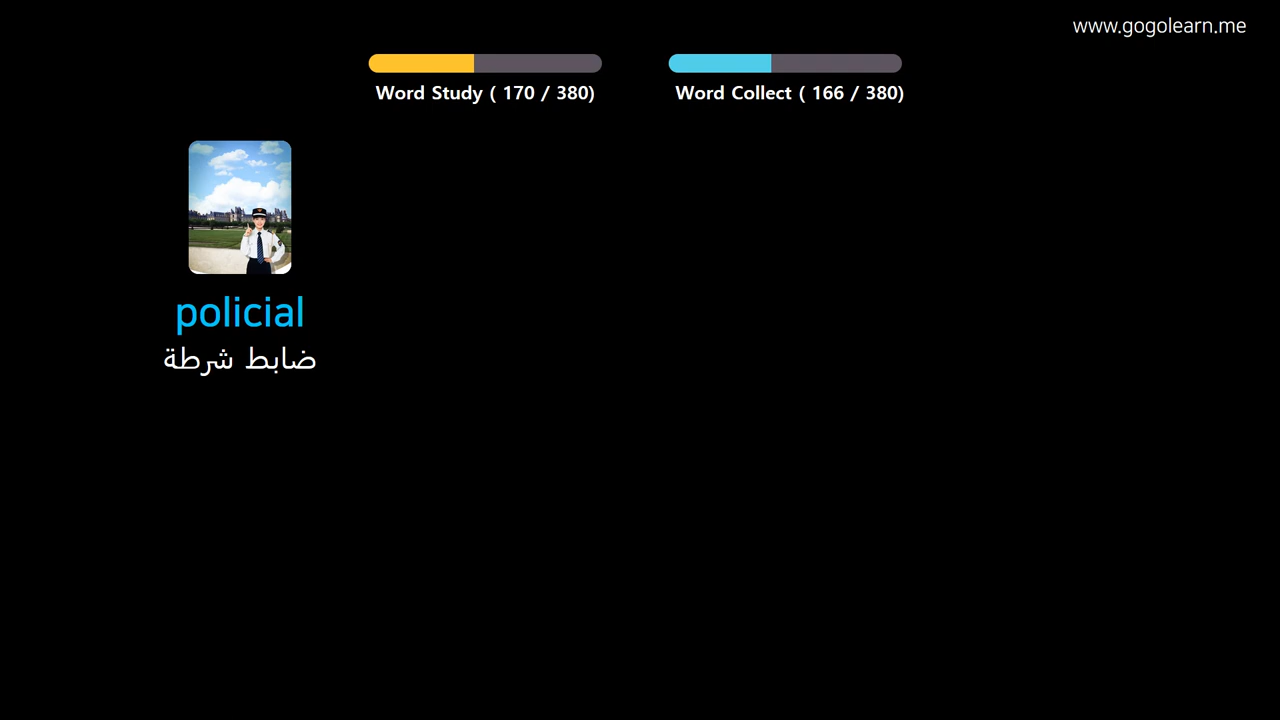 www.gogolearn.me
Word Study ( 170 / 380)
Word Collect ( 166 / 380)
policial
ضابط شرطة